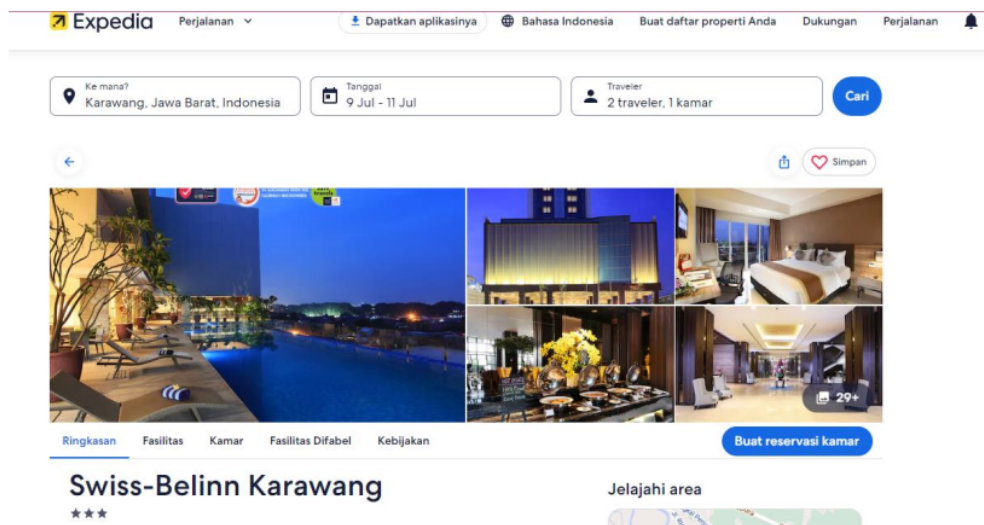 Expedia
Perjalanan
Dapatkan aplikasinya
Bahasa Indonesia
Buat daftar properti Anda
Dukungan
Perjalanan
Ke mana?
Karawang, Jawa Barat, Indonesia
Tanggal
9 Jul - 11 Jul
Traveler
2 traveler, 1 kamar
Cari
Simpan
29+
Ringkasan
Fasilitas
Kamar
Fasilitas Difabel
Kebijakan
Buat reservasi kamar
Swiss-Belinn Karawang
Jelajahi area